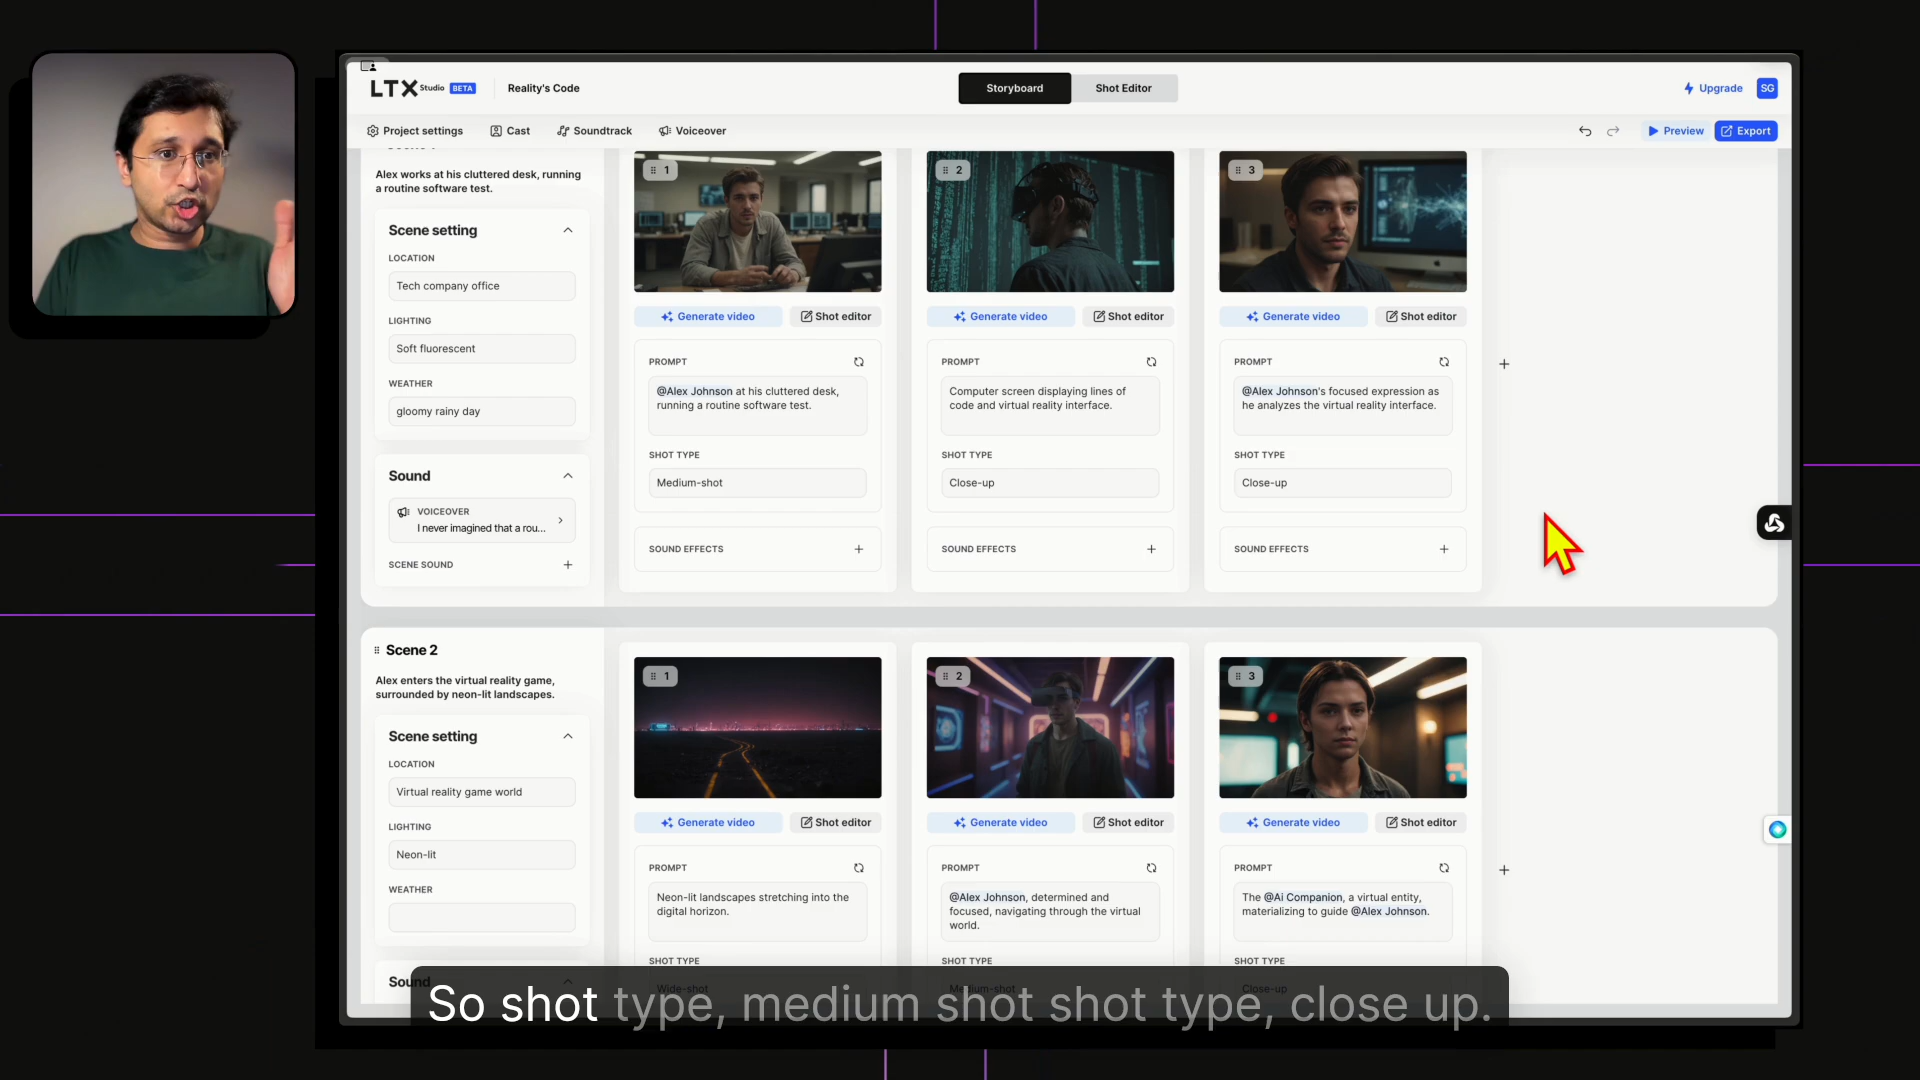 LTX Studio BETA
Reality's Code
Storyboard
Shot Editor
Upgrade
SG
Project settings
Cast
Soundtrack
Voiceover
Preview
Export
Alex works at his cluttered desk, running
a routine software test.
Scene setting
LOCATION
Tech company office
LIGHTING
Soft fluorescent
WEATHER
gloomy rainy day
Sound
VOICEOVER
I never imagined that a rou...
SCENE SOUND
1
Generate video
Shot editor
PROMPT
@Alex Johnson at his cluttered desk,
running a routine software test.
SHOT TYPE
Medium-shot
SOUND EFFECTS
2
Generate video
Shot editor
PROMPT
Computer screen displaying lines of
code and virtual reality interface.
SHOT TYPE
Close-up
SOUND EFFECTS
3
Generate video
Shot editor
PROMPT
@Alex Johnson's focused expression as
he analyzes the virtual reality interface.
SHOT TYPE
Close-up
SOUND EFFECTS
Scene 2
Alex enters the virtual reality game,
surrounded by neon-lit landscapes.
Scene setting
LOCATION
Virtual reality game world
LIGHTING
Neon-lit
WEATHER
Sound
1
Generate video
Shot editor
PROMPT
Neon-lit landscapes stretching into the
digital horizon.
SHOT TYPE
Wide-shot
2
Generate video
Shot editor
PROMPT
@Alex Johnson, determined and
focused, navigating through the virtual
world.
SHOT TYPE
Medium-shot
3
Generate video
Shot editor
PROMPT
The @Ai Companion, a virtual entity,
materializing to guide @Alex Johnson.
SHOT TYPE
Close-up
So shot type, medium shot shot type, close up.